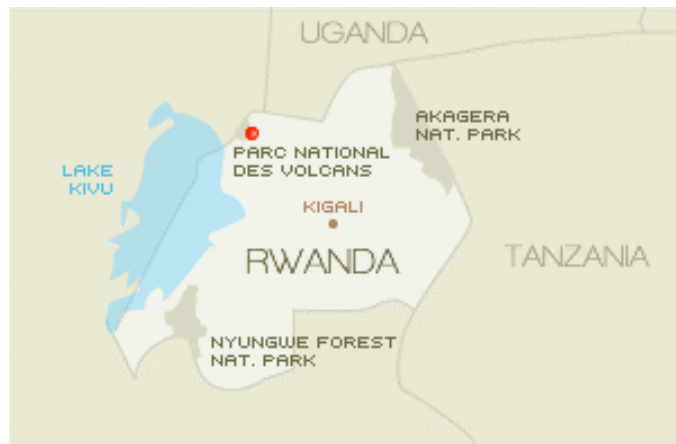 UGANDA
AKAGERA
NAT. PARK
PARC NATIONAL
DES VOLCANS
LAKE
KIVU
KIGALI
RWANDA
TANZANIA
NYUNGWE FOREST
NAT. PARK